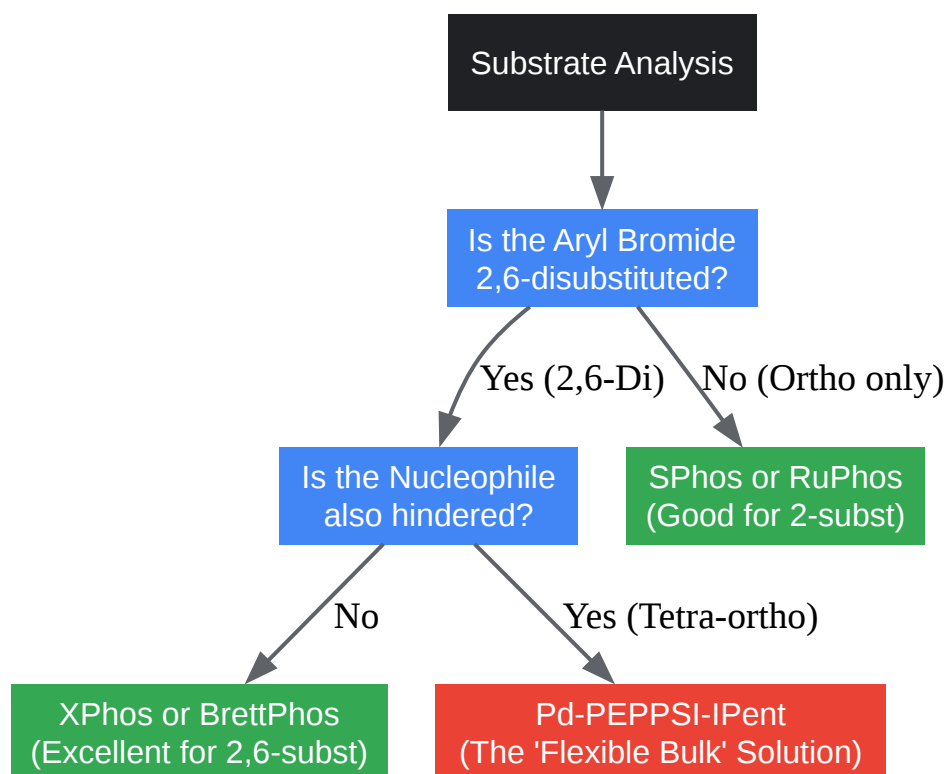 Substrate Analysis
Is the Aryl Bromide
2,6-disubstituted?
Yes (2,6-Di)
No (Ortho only)
Is the Nucleophile
also hindered?
SPhos or RuPhos
(Good for 2-subst)
No
Yes (Tetra-ortho)
XPhos or BrettPhos
(Excellent for 2,6-subst)
Pd-PEPPSI-IPent
(The 'Flexible Bulk' Solution)